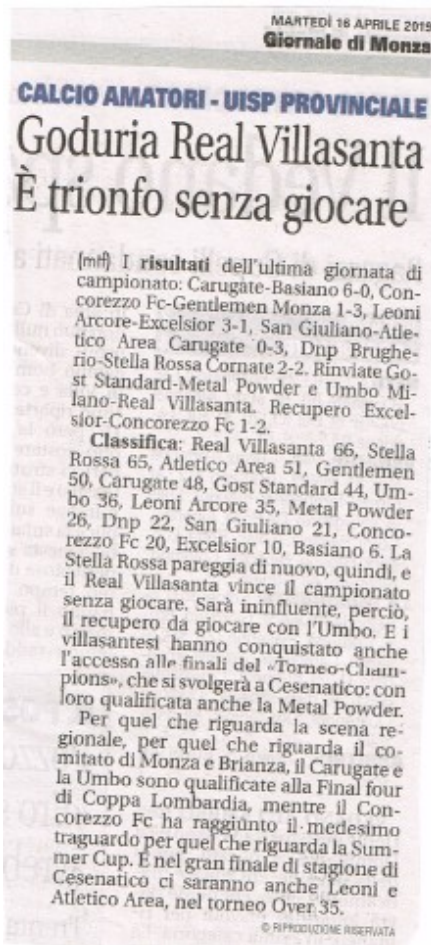 MARTEDÌ 16 APRILE 2019
Giornale di Monza
CALCIO AMATORI - UISP PROVINCIALE
Goduria Real Villasanta
È trionfo senza giocare
(mff) I risultati dell'ultima giornata di
campionato: Carugate-Basiano 6-0, Con-
corezzo Fc-Gentlemen Monza 1-3, Leoni
Arcore-Excelsior 3-1, San Giuliano-Atle-
tico Area Carugate 0-3, Dnp Brughe-
rio-Stella Rossa Cornate 2-2. Rinviate Go-
st Standard-Metal Powder e Umbo Mi-
lano-Real Villasanta. Recupero Excel-
sior-Concorezzo Fc 1-2.
Classifica: Real Villasanta 66, Stella
Rossa 65, Atletico Area 51, Gentlemen
50, Carugate 48, Gost Standard 44, Um-
bo 36, Leoni Arcore 35, Metal Powder
26, Dnp 22, San Giuliano 21, Conco-
rezzo Fc 20, Excelsior 10, Basiano 6. La
Stella Rossa pareggia di nuovo, quindi, e
il Real Villasanta vince il campionato
senza giocare. Sarà ininfluente, perciò,
il recupero da giocare con l'Umbo. E i
villasantesi hanno conquistato anche
l'accesso alle finali del «Torneo-Cham-
pions», che si svolgerà a Cesenatico: con
loro qualificata anche la Metal Powder.
Per quel che riguarda la scena re-
gionale, per quel che riguarda il co-
mitato di Monza e Brianza, il Carugate e
la Umbo sono qualificate alla Final four
di Coppa Lombardia, mentre il Con-
corezzo Fc ha raggiunto il medesimo
traguardo per quel che riguarda la Sum-
mer Cup. E nel gran finale di stagione di
Cesenatico ci saranno anche Leoni e
Atletico Area, nel torneo Over 35.
© RIPRODUZIONE RISERVATA